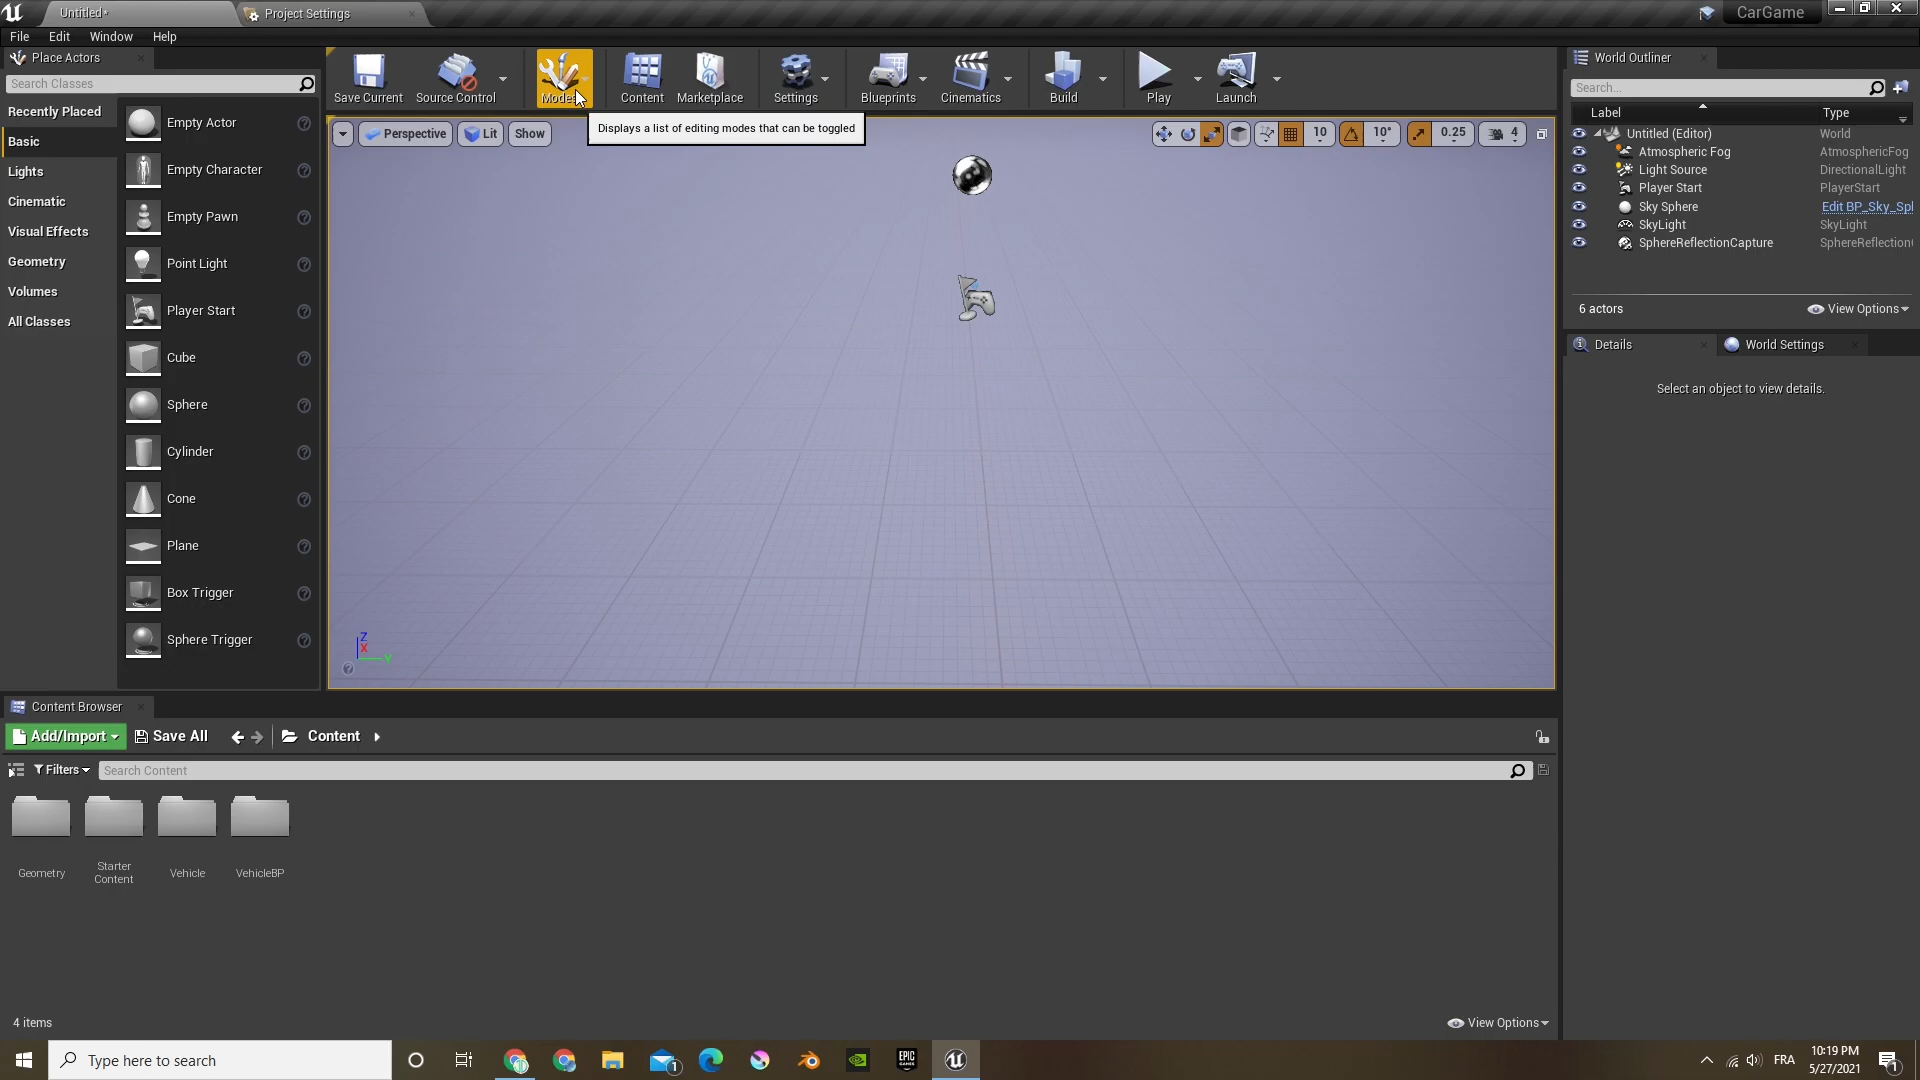 Untitled*
Project Settings
CarGame
File Edit Window Help
Place Actors
Search Classes
Recently Placed
Basic
Lights
Cinematic
Visual Effects
Geometry
Volumes
All Classes
Empty Actor
Empty Character
Empty Pawn
Point Light
Player Start
Cube
Sphere
Cylinder
Cone
Plane
Box Trigger
Sphere Trigger
Save Current Source Control Modes Content Marketplace Settings Blueprints Cinematics Build Play Launch
Displays a list of editing modes that can be toggled
Perspective Lit Show
10 10° 0.25 4
Z
X
Y
World Outliner
Search...
Label Type
Untitled (Editor) World
Atmospheric Fog AtmosphericFog
Light Source DirectionalLight
Player Start PlayerStart
Sky Sphere Edit BP_Sky_Spl
SkyLight SkyLight
SphereReflectionCapture SphereReflection
6 actors View Options
Details World Settings
Select an object to view details.
Content Browser
Add/Import Save All Content
Filters Search Content
Geometry
Starter
Content
Vehicle
VehicleBP
4 items View Options
Type here to search
EPIC
GAMES
1
FRA
10:19 PM
5/27/2021
1